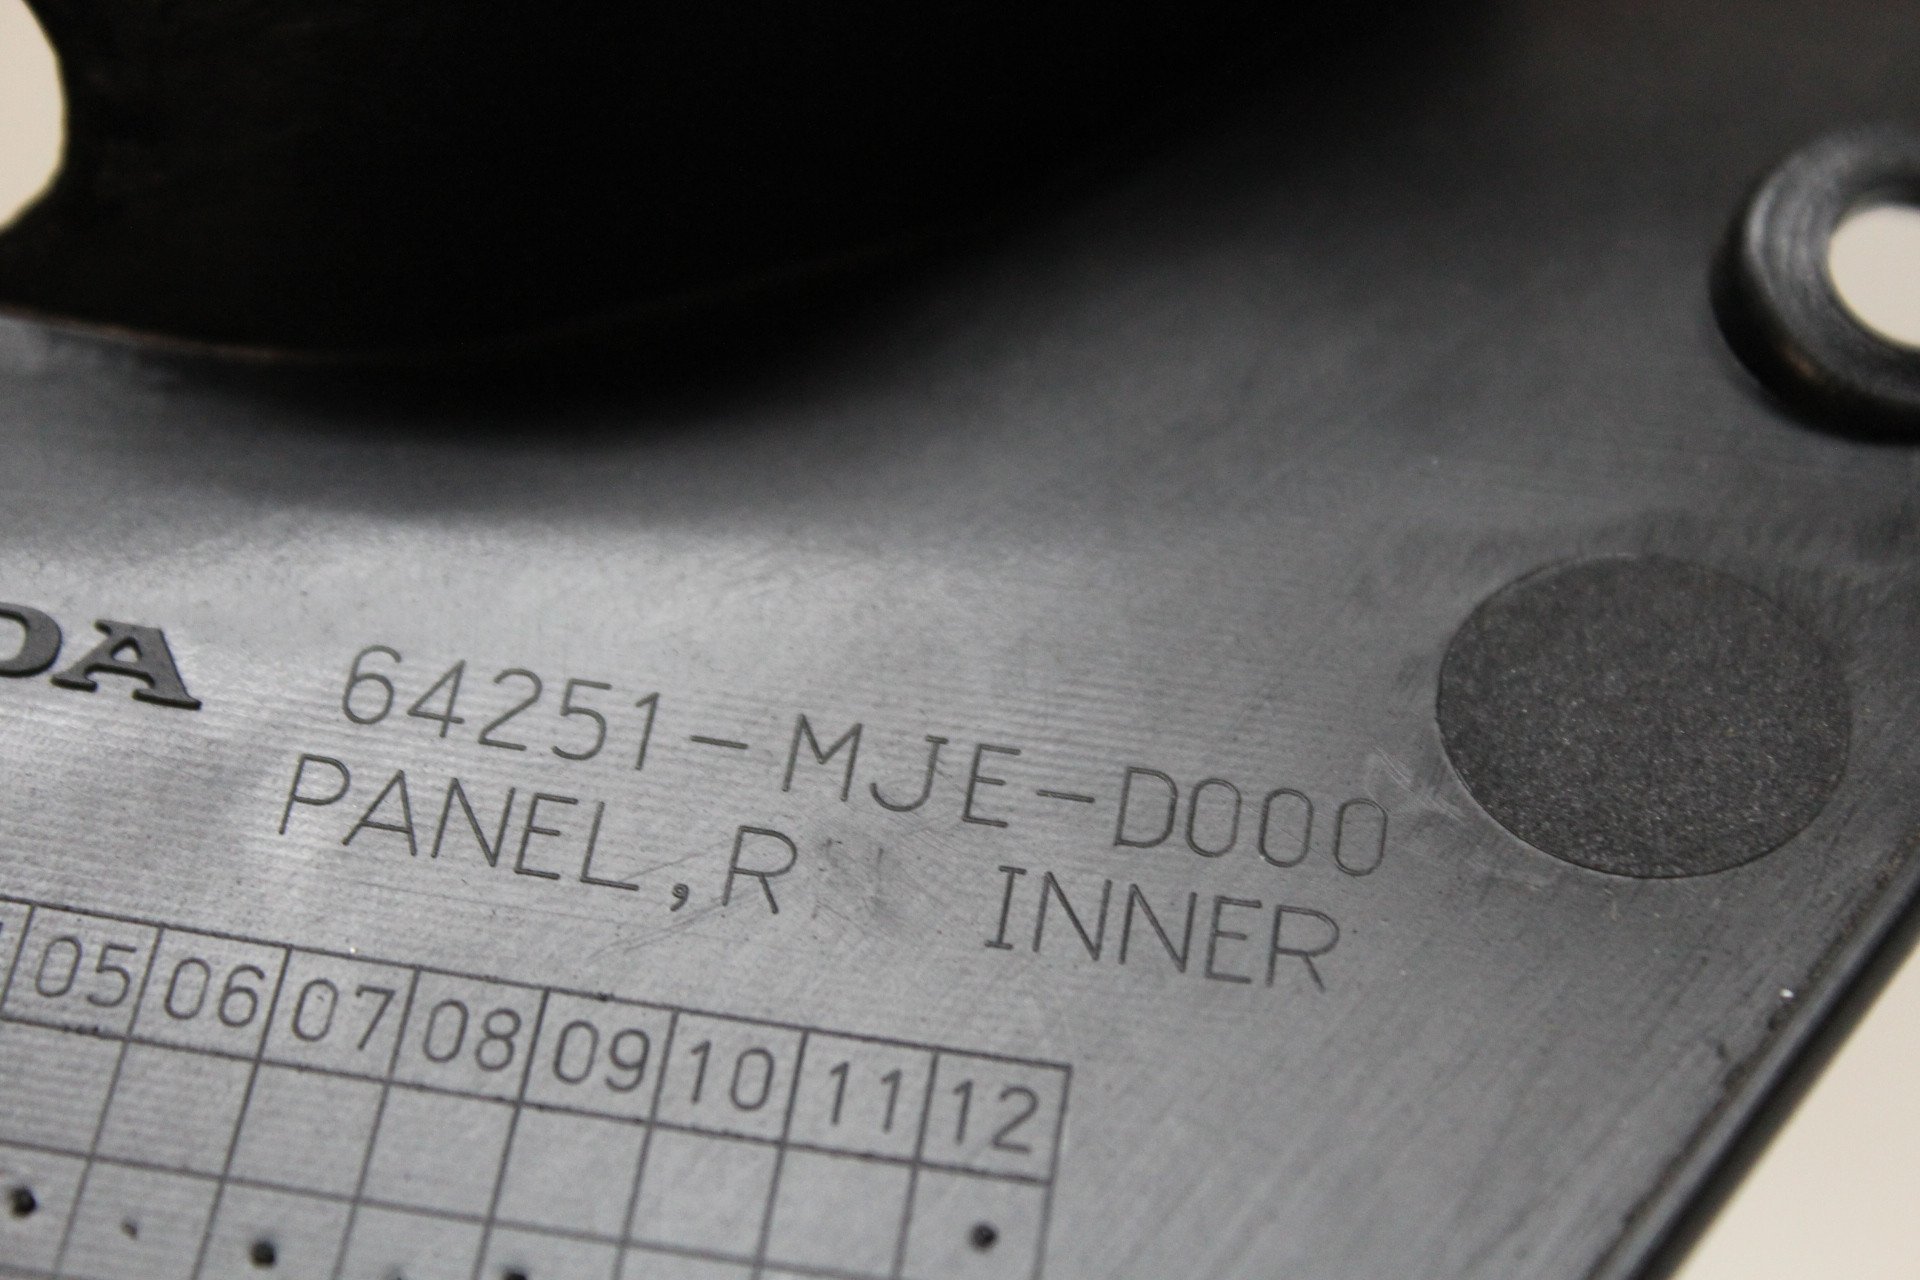 DA
64251-MJE-D000
PANEL,R INNER
05 06 07 08 09 10 11 12